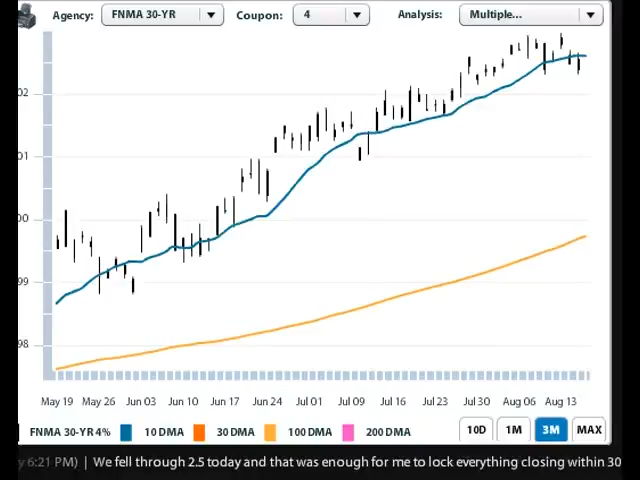 Agency: FNMA 30-YR Coupon: 4 Analysis: Multiple...
02
01
00
99
98
May 19 May 26 Jun 03 Jun 10 Jun 17 Jun 24 Jul 01 Jul 09 Jul 16 Jul 23 Jul 30 Aug 06 Aug 13
FNMA 30-YR 4% 10 DMA 30 DMA 100 DMA 200 DMA 10D 1M 3M MAX
y 6:21 PM) | We fell through 2.5 today and that was enough for me to lock everything closing within 30